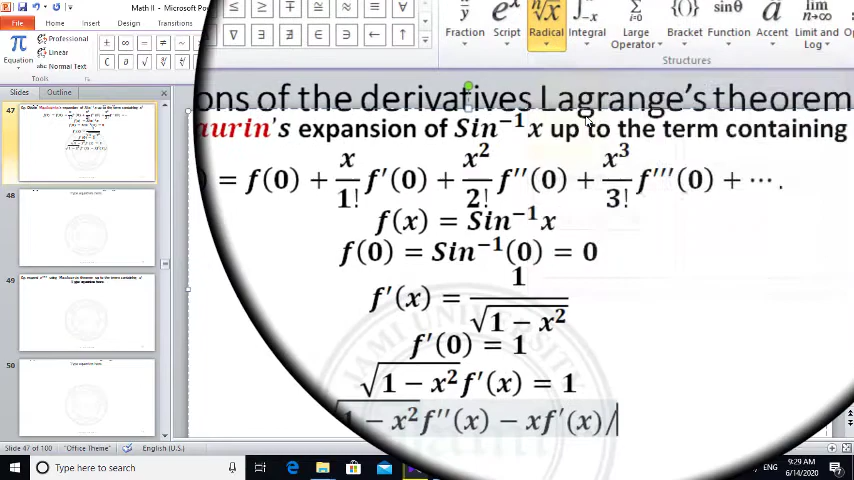 Math II - Microsoft Powe
File
Home
Insert
Design
Transitions
Professional
Linear
Normal Text
Equation
Tools
Fraction
Script
Radical
Integral
Large Operator
Bracket
Function
Accent
Limit and Lo
Structures
Slides
Outline
47
48
49
50
ons of the derivatives Lagrange's theorem
aurin's expansion of Sin⁻¹x up to the term containing
) = f(0) + x/1! f'(0) + x²/2! f''(0) + x³/3! f'''(0) + ⋯ .
f(x) = Sin⁻¹x
f(0) = Sin⁻¹(0) = 0
f'(x) = 1/√(1 − x²)
f'(0) = 1
√(1 − x²) f'(x) = 1
√(1 − x²) f''(x) − xf'(x)/
Slide 47 of 100
"Office Theme"
English (U.S.)
Type here to search
ENG
9:29 AM
6/14/2020